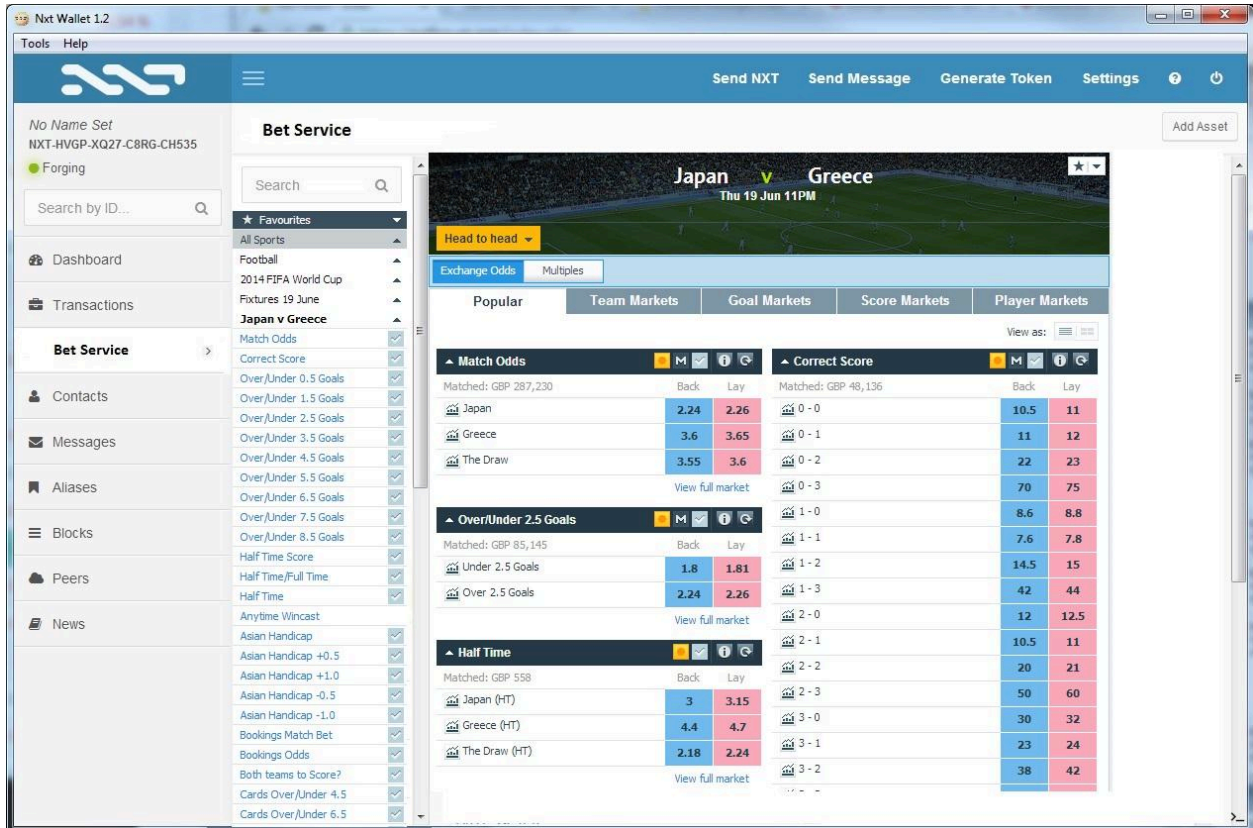 Nxt Wallet 1.2
Tools Help
Send NXT Send Message Generate Token Settings
No Name Set
NXT-HVGP-XQ27-C8RG-CH535
Forging
Search by ID...
Dashboard
Transactions
Bet Service
Contacts
Messages
Aliases
Blocks
Peers
News
Bet Service
Add Asset
Search
Favourites
All Sports
Football
2014 FIFA World Cup
Fixtures 19 June
Japan v Greece
Match Odds
Correct Score
Over/Under 0.5 Goals
Over/Under 1.5 Goals
Over/Under 2.5 Goals
Over/Under 3.5 Goals
Over/Under 4.5 Goals
Over/Under 5.5 Goals
Over/Under 6.5 Goals
Over/Under 7.5 Goals
Over/Under 8.5 Goals
Half Time Score
Half Time/Full Time
Half Time
Anytime Wincast
Asian Handicap
Asian Handicap +0.5
Asian Handicap +1.0
Asian Handicap -0.5
Asian Handicap -1.0
Bookings Match Bet
Bookings Odds
Both teams to Score?
Cards Over/Under 4.5
Cards Over/Under 6.5
Japan v Greece
Thu 19 Jun 11PM
Head to head
Exchange Odds Multiples
Popular Team Markets Goal Markets Score Markets Player Markets
View as:
Match Odds M
Matched: GBP 287,230 Back Lay
Japan 2.24 2.26
Greece 3.6 3.65
The Draw 3.55 3.6
View full market
Over/Under 2.5 Goals M
Matched: GBP 85,145 Back Lay
Under 2.5 Goals 1.8 1.81
Over 2.5 Goals 2.24 2.26
View full market
Half Time
Matched: GBP 558 Back Lay
Japan (HT) 3 3.15
Greece (HT) 4.4 4.7
The Draw (HT) 2.18 2.24
View full market
Correct Score M
Matched: GBP 48,136 Back Lay
0 - 0 10.5 11
0 - 1 11 12
0 - 2 22 23
0 - 3 70 75
1 - 0 8.6 8.8
1 - 1 7.6 7.8
1 - 2 14.5 15
1 - 3 42 44
2 - 0 12 12.5
2 - 1 10.5 11
2 - 2 20 21
2 - 3 50 60
3 - 0 30 32
3 - 1 23 24
3 - 2 38 42